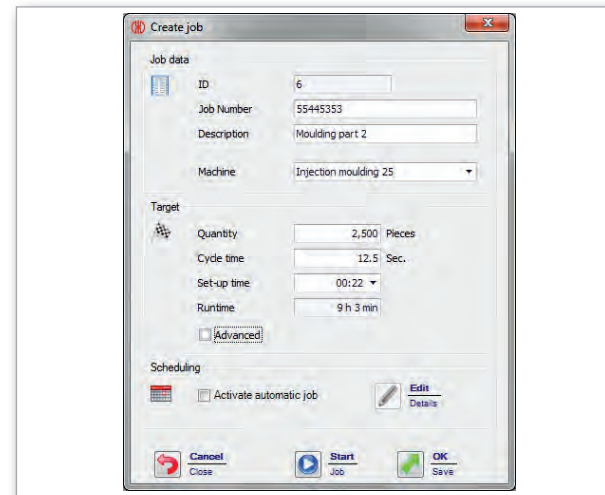 Create job
Job data
ID 6
Job Number 55445353
Description Moulding part 2
Machine Injection moulding 25
Target
Quantity 2,500 Pieces
Cycle time 12.5 Sec.
Set-up time 00:22
Runtime 9 h 3 min
Advanced
Scheduling
Activate automatic job Edit
Details
Cancel Start OK
Close Job Save